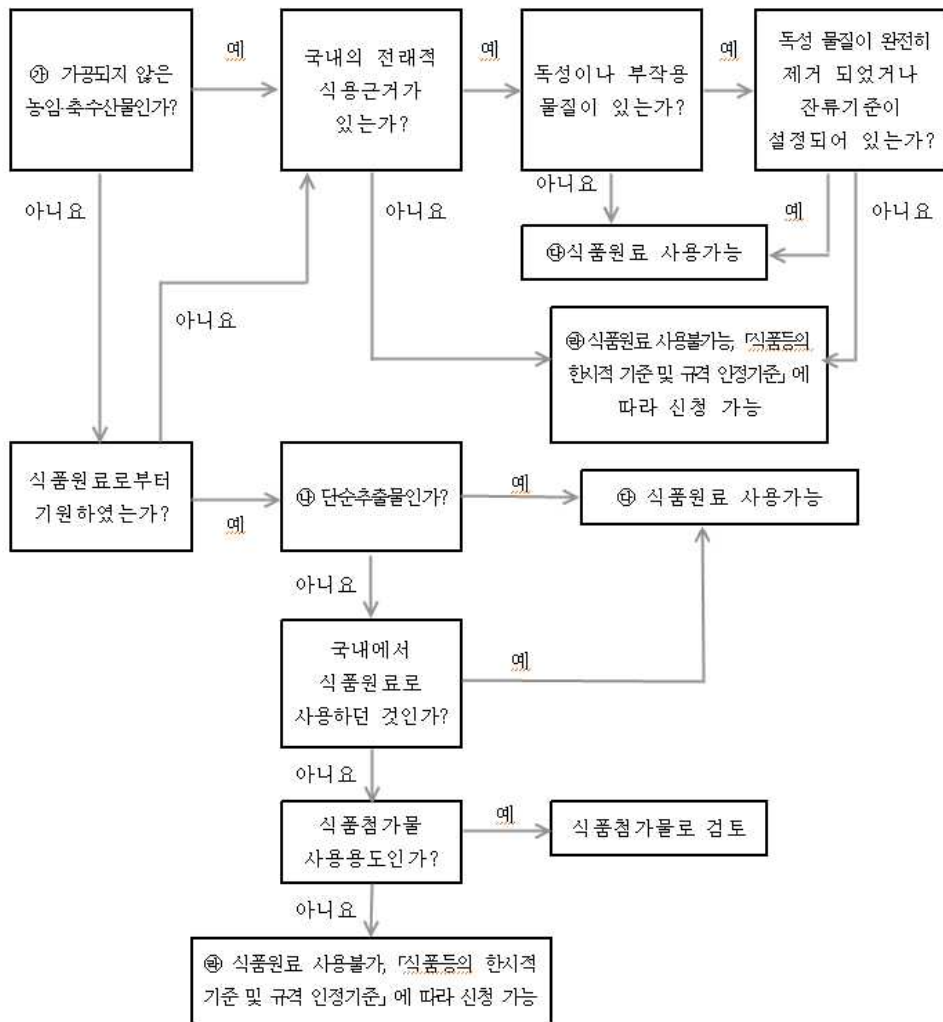 ㉮ 가공되지 않은
농임·축수산물인가?
예
국내의 전래적
식용근거가
있는가?
예
독성이나 부작용
물질이 있는가?
예
독성 물질이 완전히
제거 되었거나
잔류기준이
설정되어 있는가?
아니요
아니요
아니요
예
아니요
㉰식품원료 사용가능
아니요
㉱ 식품원료 사용불가능, 「식품등의
한시적 기준 및 규격 인정기준」에
따라 신청 가능
식품원료로부터
기원하였는가?
예
㉯ 단순추출물인가?
예
㉰ 식품원료 사용가능
아니요
국내에서
식품원료로
사용하던 것인가?
예
아니요
식품첨가물
사용용도인가?
예
식품첨가물로 검토
아니요
㉱ 식품원료 사용불가, 「식품등의 한시적
기준 및 규격 인정기준」에 따라 신청 가능